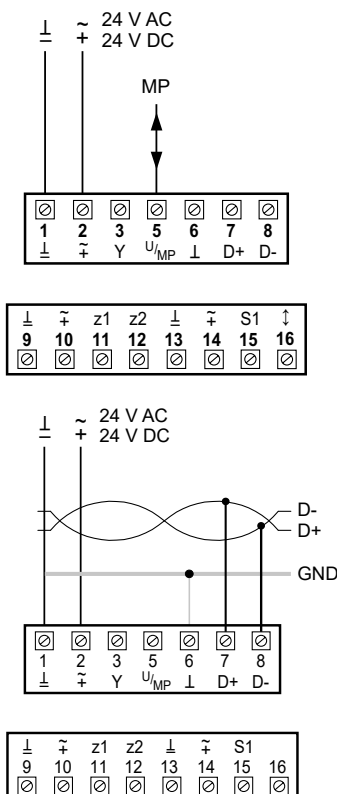 ⊥ ~ 24 V AC
+ 24 V DC
MP
1 2 3 5 6 7 8
⊥ ~+ Y U/MP ⊥ D+ D-
⊥ ~+ z1 z2 ⊥ ~+ S1 ↕
9 10 11 12 13 14 15 16
⊥ ~ 24 V AC
+ 24 V DC
D-
D+
GND
1 2 3 5 6 7 8
⊥ ~+ Y U/MP ⊥ D+ D-
⊥ ~+ z1 z2 ⊥ ~+ S1
9 10 11 12 13 14 15 16